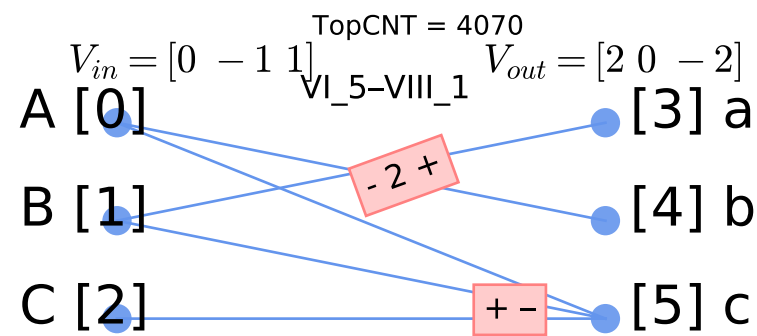 TopCNT = 4070
V_in = [0 −1 1] V_out = [2 0 −2]
VI_5–VIII_1
A [0] [3] a
- 2 +
B [1] [4] b
C [2] + – [5] c